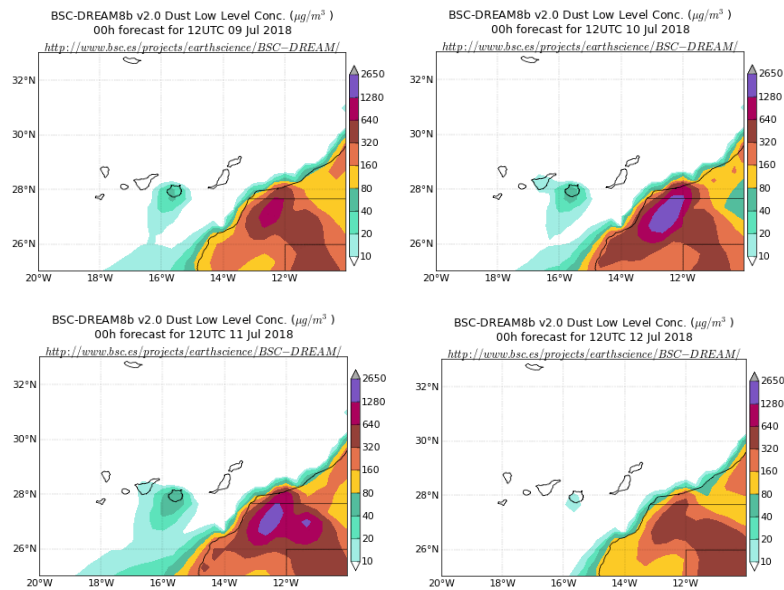 BSC-DREAM8b v2.0 Dust Low Level Conc. (μg/m³ )
00h forecast for 12UTC 09 Jul 2018
http://www.bsc.es/projects/earthscience/BSC−DREAM/
32°N
30°N
28°N
26°N
20°W 18°W 16°W 14°W 12°W
2650
1280
640
320
160
80
40
20
10
BSC-DREAM8b v2.0 Dust Low Level Conc. (μg/m³ )
00h forecast for 12UTC 10 Jul 2018
http://www.bsc.es/projects/earthscience/BSC−DREAM/
32°N
30°N
28°N
26°N
20°W 18°W 16°W 14°W 12°W
2650
1280
640
320
160
80
40
20
10
BSC-DREAM8b v2.0 Dust Low Level Conc. (μg/m³ )
00h forecast for 12UTC 11 Jul 2018
http://www.bsc.es/projects/earthscience/BSC−DREAM/
32°N
30°N
28°N
26°N
20°W 18°W 16°W 14°W 12°W
2650
1280
640
320
160
80
40
20
10
BSC-DREAM8b v2.0 Dust Low Level Conc. (μg/m³ )
00h forecast for 12UTC 12 Jul 2018
http://www.bsc.es/projects/earthscience/BSC−DREAM/
32°N
30°N
28°N
26°N
20°W 18°W 16°W 14°W 12°W
2650
1280
640
320
160
80
40
20
10